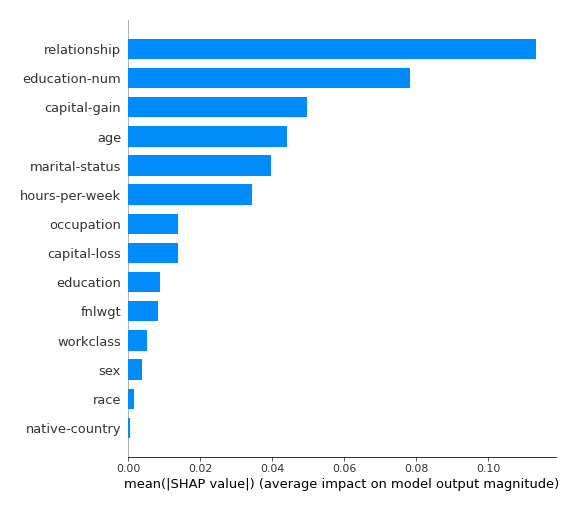 relationship
education-num
capital-gain
age
marital-status
hours-per-week
occupation
capital-loss
education
fnlwgt
workclass
sex
race
native-country
0.00 0.02 0.04 0.06 0.08 0.10
mean(|SHAP value|) (average impact on model output magnitude)